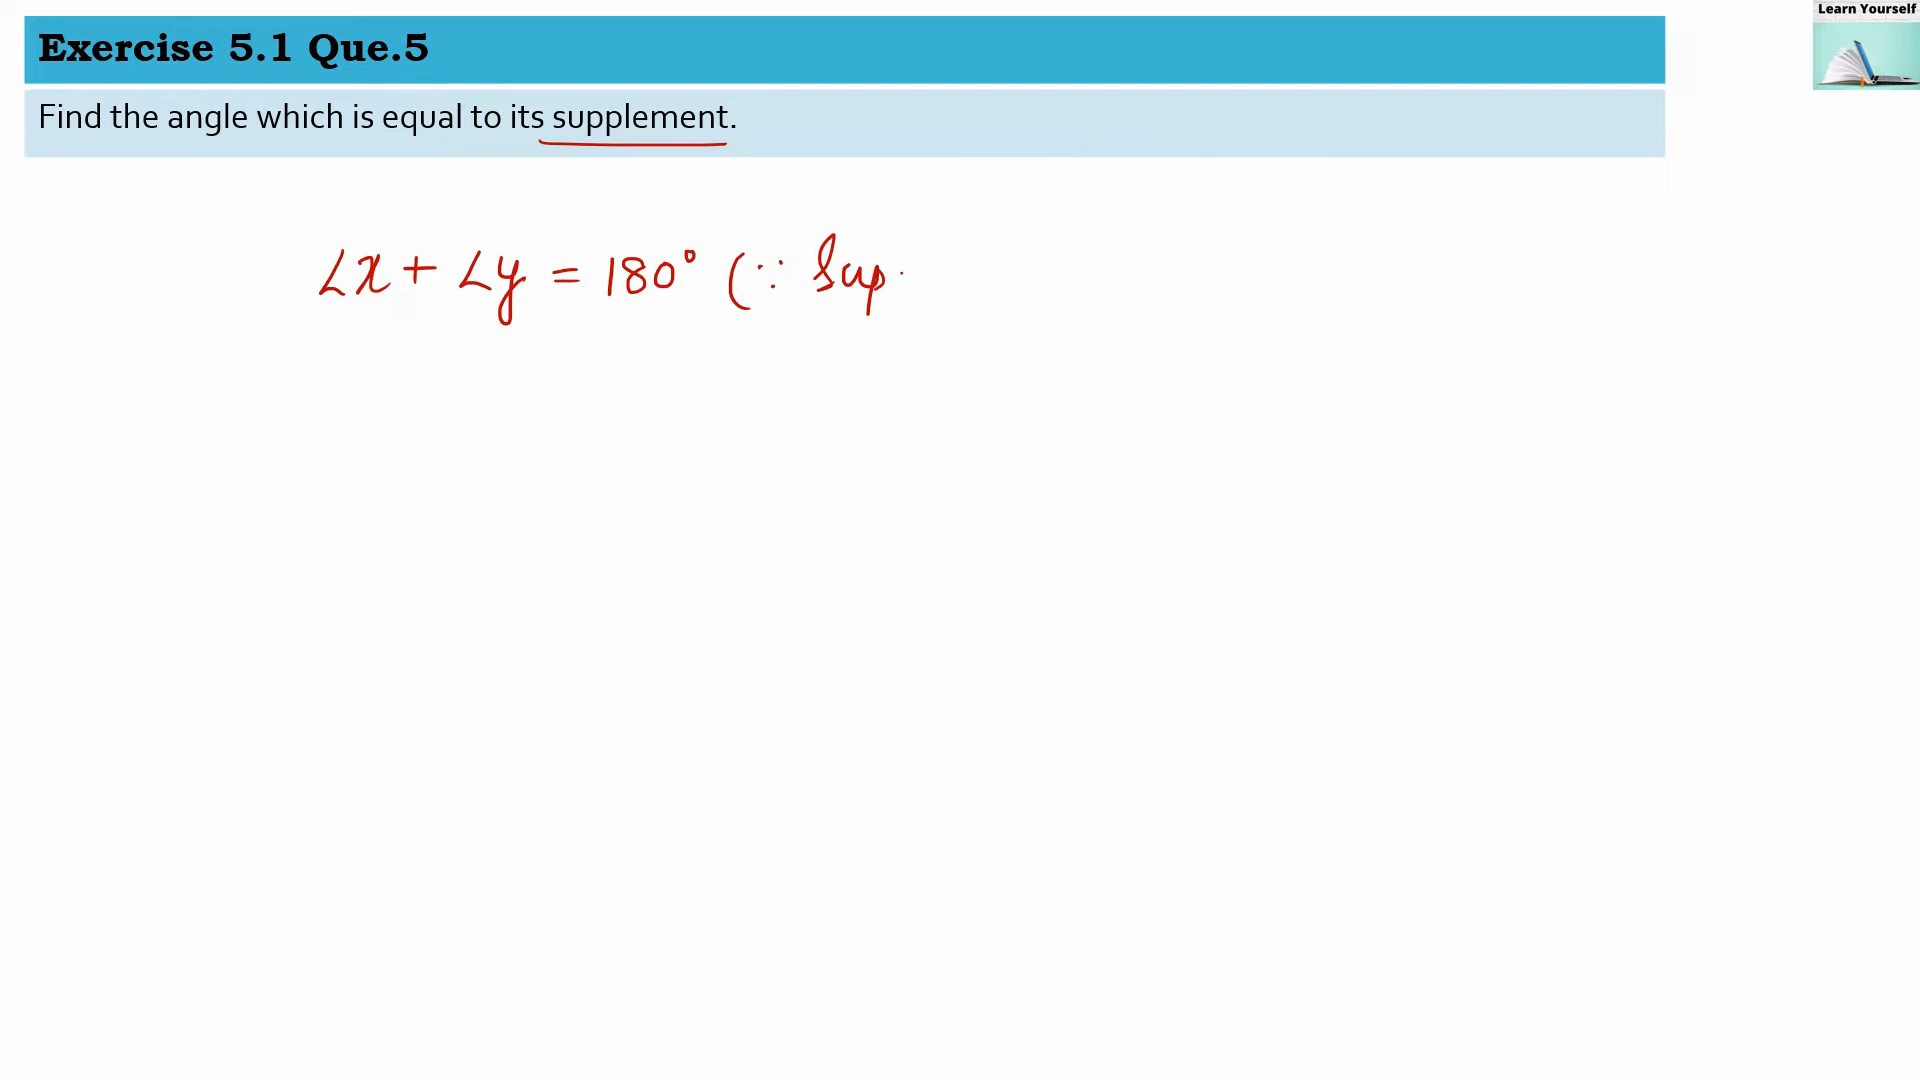 Learn Yourself
Exercise 5.1 Que.5
Find the angle which is equal to its supplement.
∠x + ∠y = 180° (∵ Sup